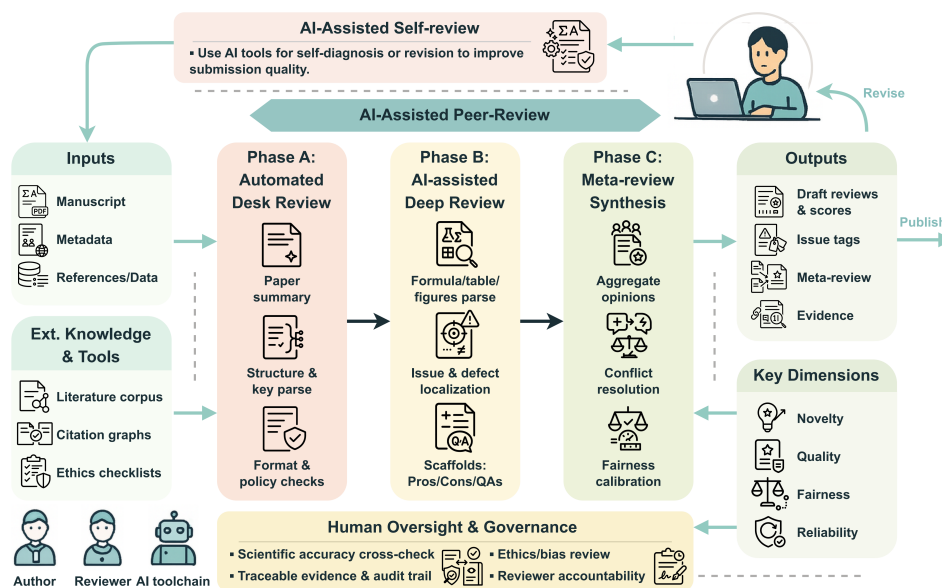 AI-Assisted Self-review
▪ Use AI tools for self-diagnosis or revision to improve
submission quality.
AI-Assisted Peer-Review
Revise
Inputs
ΣA
PDF
Manuscript
Metadata
References/Data
Ext. Knowledge
& Tools
Literature corpus
Citation graphs
Ethics checklists
Author
Reviewer
AI toolchain
Phase A:
Automated
Desk Review
Paper
summary
Structure &
key parse
Format &
policy checks
Phase B:
AI-assisted
Deep Review
Formula/table/
figures parse
Issue & defect
localization
Q&A
Scaffolds:
Pros/Cons/QAs
Phase C:
Meta-review
Synthesis
Aggregate
opinions
Conflict
resolution
Fairness
calibration
Outputs
Draft reviews
& scores
Issue tags
Meta-review
Evidence
Publish
Key Dimensions
Novelty
Quality
Fairness
Reliability
Human Oversight & Governance
▪ Scientific accuracy cross-check
▪ Traceable evidence & audit trail
▪ Ethics/bias review
▪ Reviewer accountability